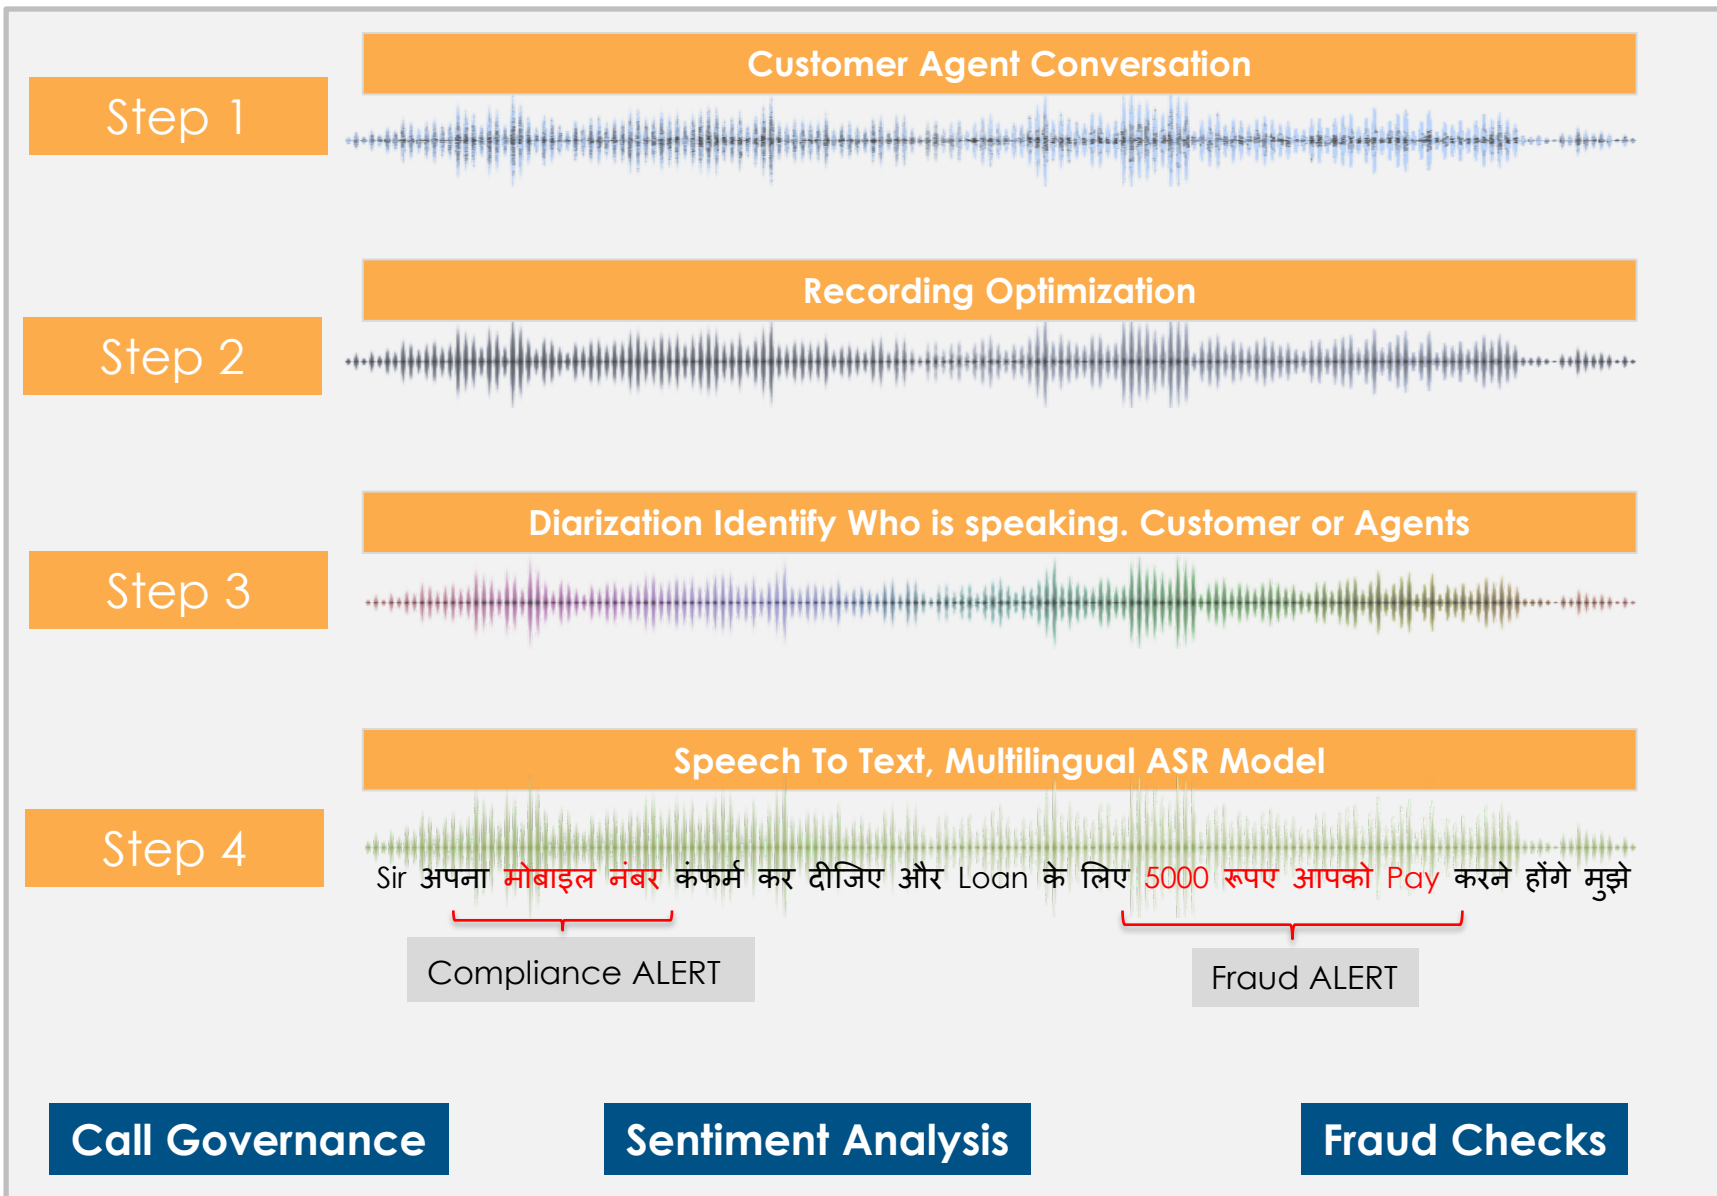 Customer Agent Conversation
Step 1
Recording Optimization
Step 2
Diarization Identify Who is speaking. Customer or Agents
Step 3
Speech To Text, Multilingual ASR Model
Step 4
Sir अपना मोबाइल नंबर कंफर्म कर दीजिए और Loan के लिए 5000 रूपए आपको Pay करने होंगे मुझे
Compliance ALERT
Fraud ALERT
Call Governance
Sentiment Analysis
Fraud Checks